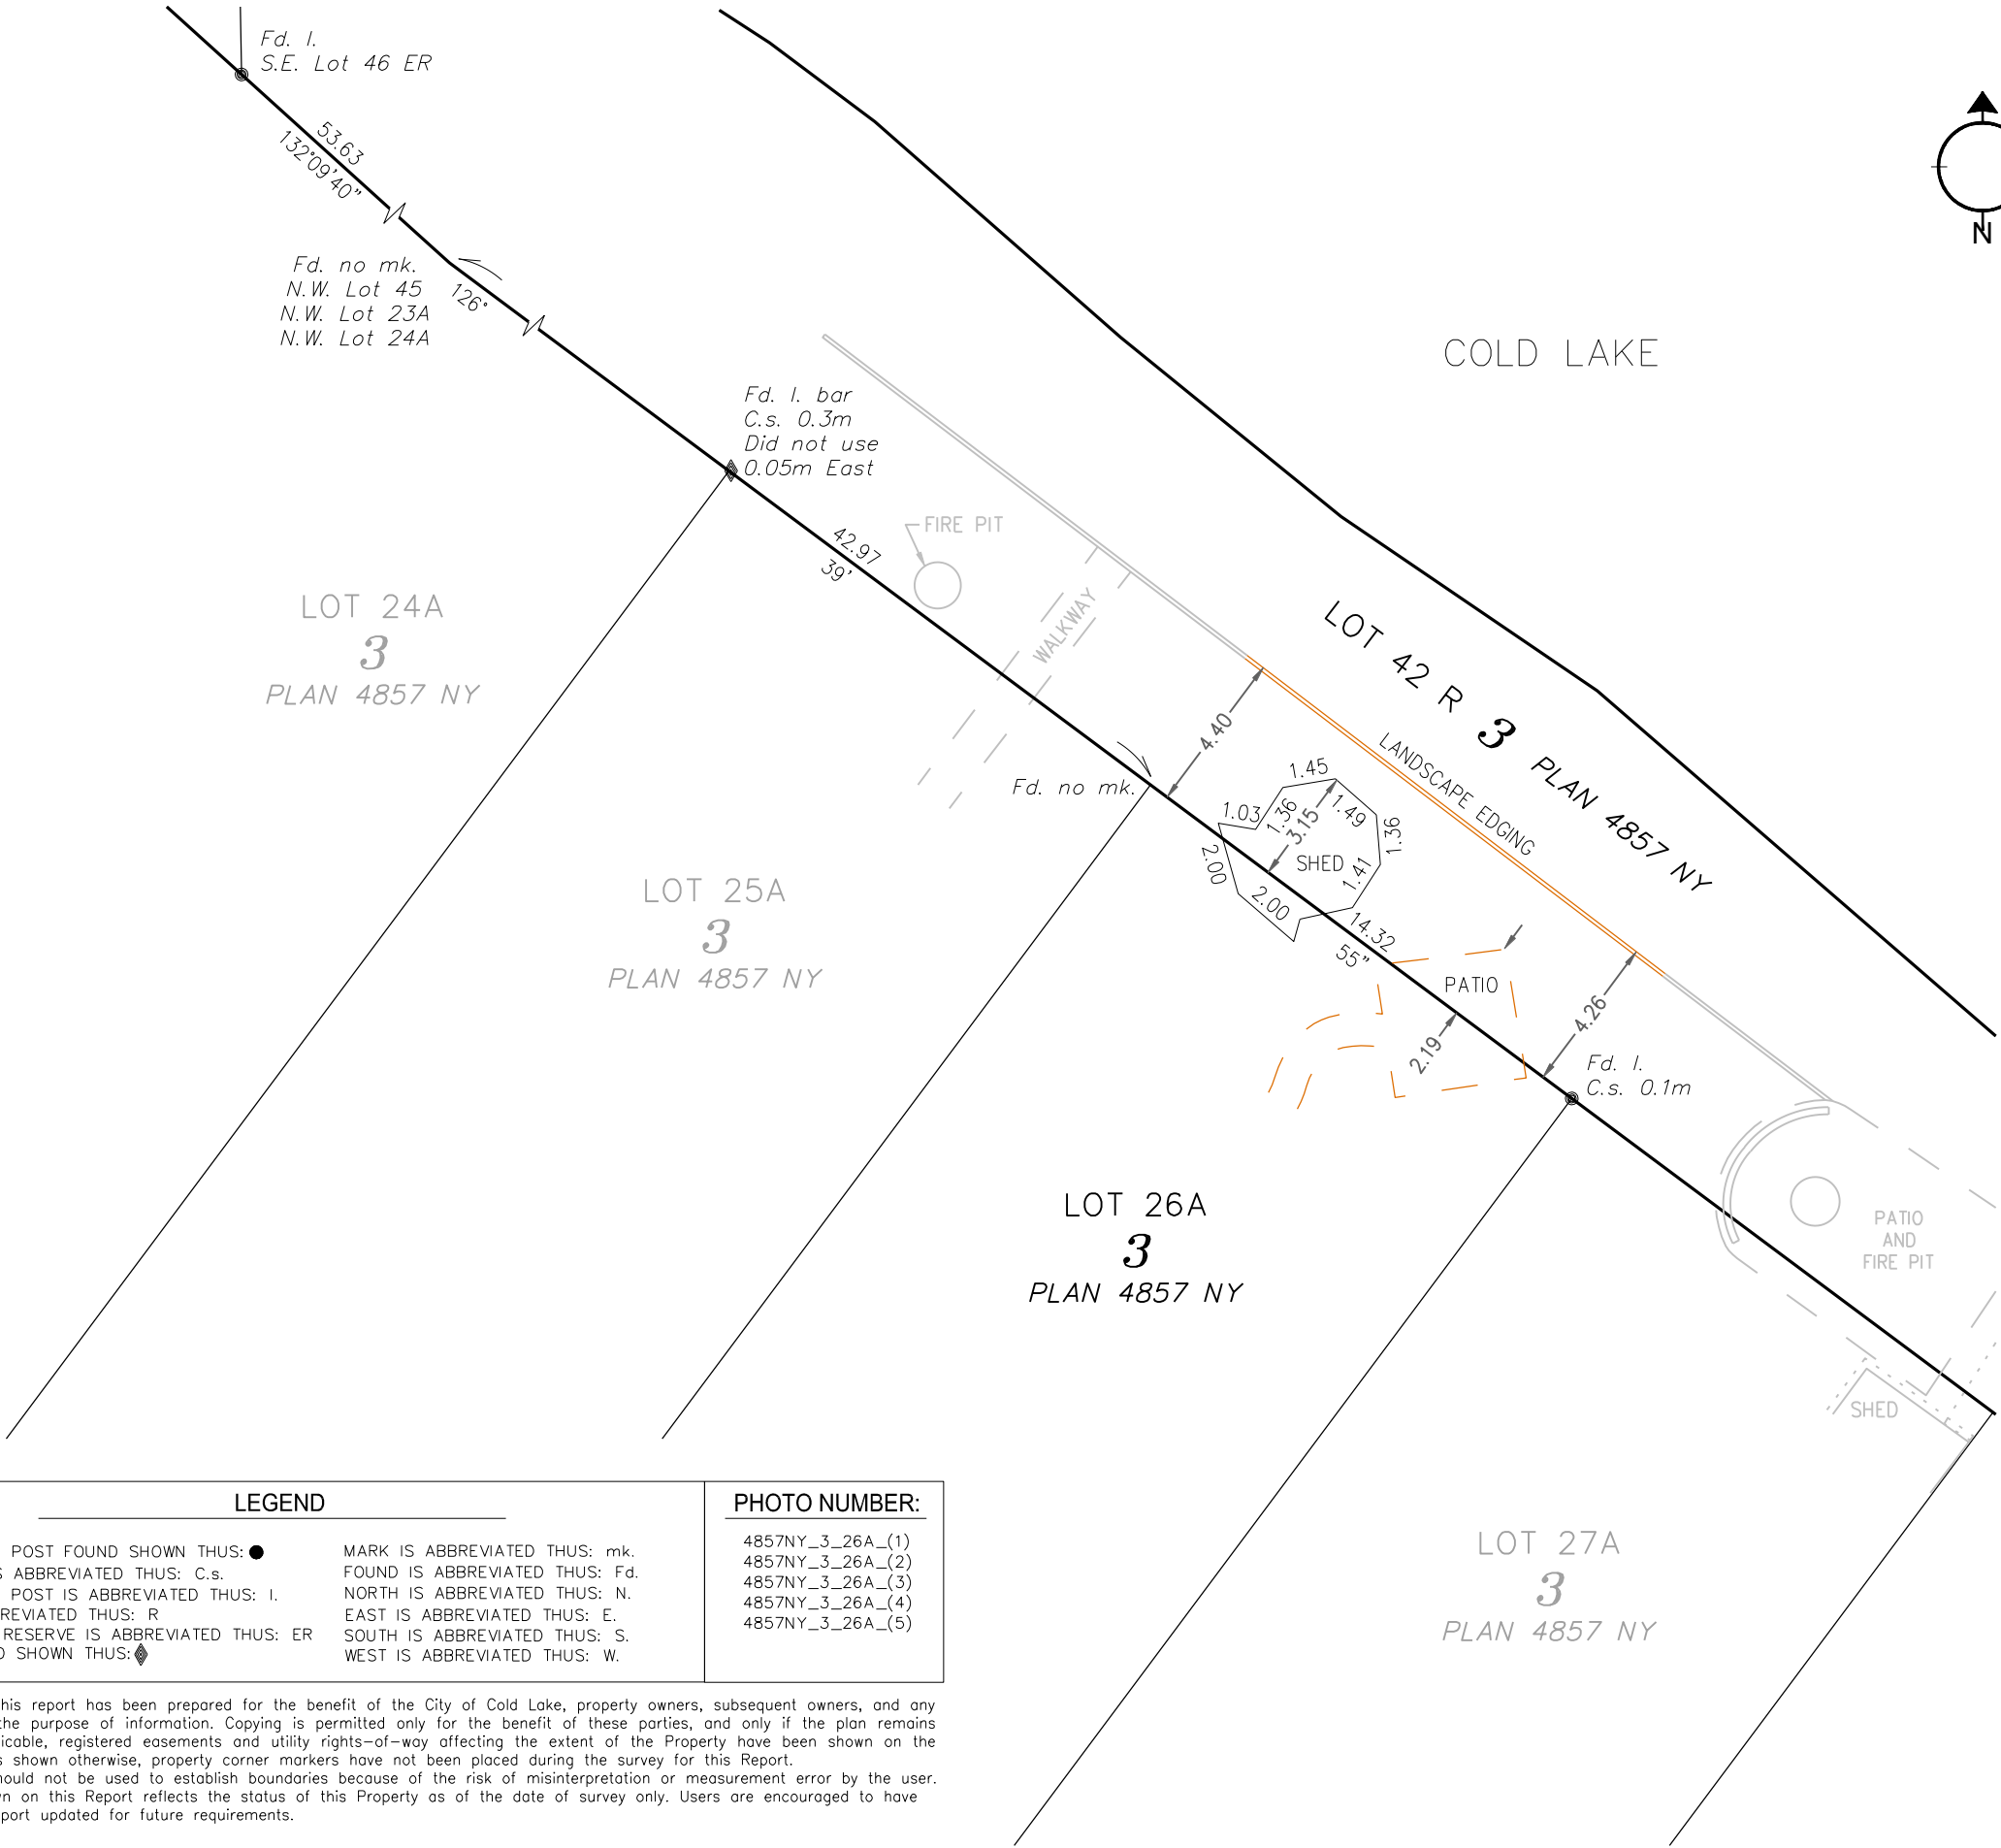 Fd. I.
S.E. Lot 46 ER
53.63
132°09'40"
N
Fd. no mk.
N.W. Lot 45
N.W. Lot 23A
N.W. Lot 24A
126°
COLD LAKE
Fd. I. bar
C.s. 0.3m
Did not use
0.05m East
42.97
39'
FIRE PIT
WALKWAY
LOT 24A
3
PLAN 4857 NY
LOT 42 R 3 PLAN 4857 NY
LANDSCAPE EDGING
4.40
Fd. no mk.
1.45
1.03
1.36
3.15
1.49
1.36
SHED
1.41
2.00
2.00
14.32
55"
PATIO
2.19
4.26
Fd. I.
C.s. 0.1m
LOT 25A
3
PLAN 4857 NY
LOT 26A
3
PLAN 4857 NY
PATIO
AND
FIRE PIT
SHED
LOT 27A
3
PLAN 4857 NY
LEGEND
POST FOUND SHOWN THUS:
S ABBREVIATED THUS: C.s.
POST IS ABBREVIATED THUS: I.
REVIATED THUS: R
RESERVE IS ABBREVIATED THUS: ER
D SHOWN THUS:
MARK IS ABBREVIATED THUS: mk.
FOUND IS ABBREVIATED THUS: Fd.
NORTH IS ABBREVIATED THUS: N.
EAST IS ABBREVIATED THUS: E.
SOUTH IS ABBREVIATED THUS: S.
WEST IS ABBREVIATED THUS: W.
PHOTO NUMBER:
4857NY_3_26A_(1)
4857NY_3_26A_(2)
4857NY_3_26A_(3)
4857NY_3_26A_(4)
4857NY_3_26A_(5)
his report has been prepared for the benefit of the City of Cold Lake, property owners, subsequent owners, and any
the purpose of information. Copying is permitted only for the benefit of these parties, and only if the plan remains
icable, registered easements and utility rights-of-way affecting the extent of the Property have been shown on the
s shown otherwise, property corner markers have not been placed during the survey for this Report.
hould not be used to establish boundaries because of the risk of misinterpretation or measurement error by the user.
n on this Report reflects the status of this Property as of the date of survey only. Users are encouraged to have
port updated for future requirements.